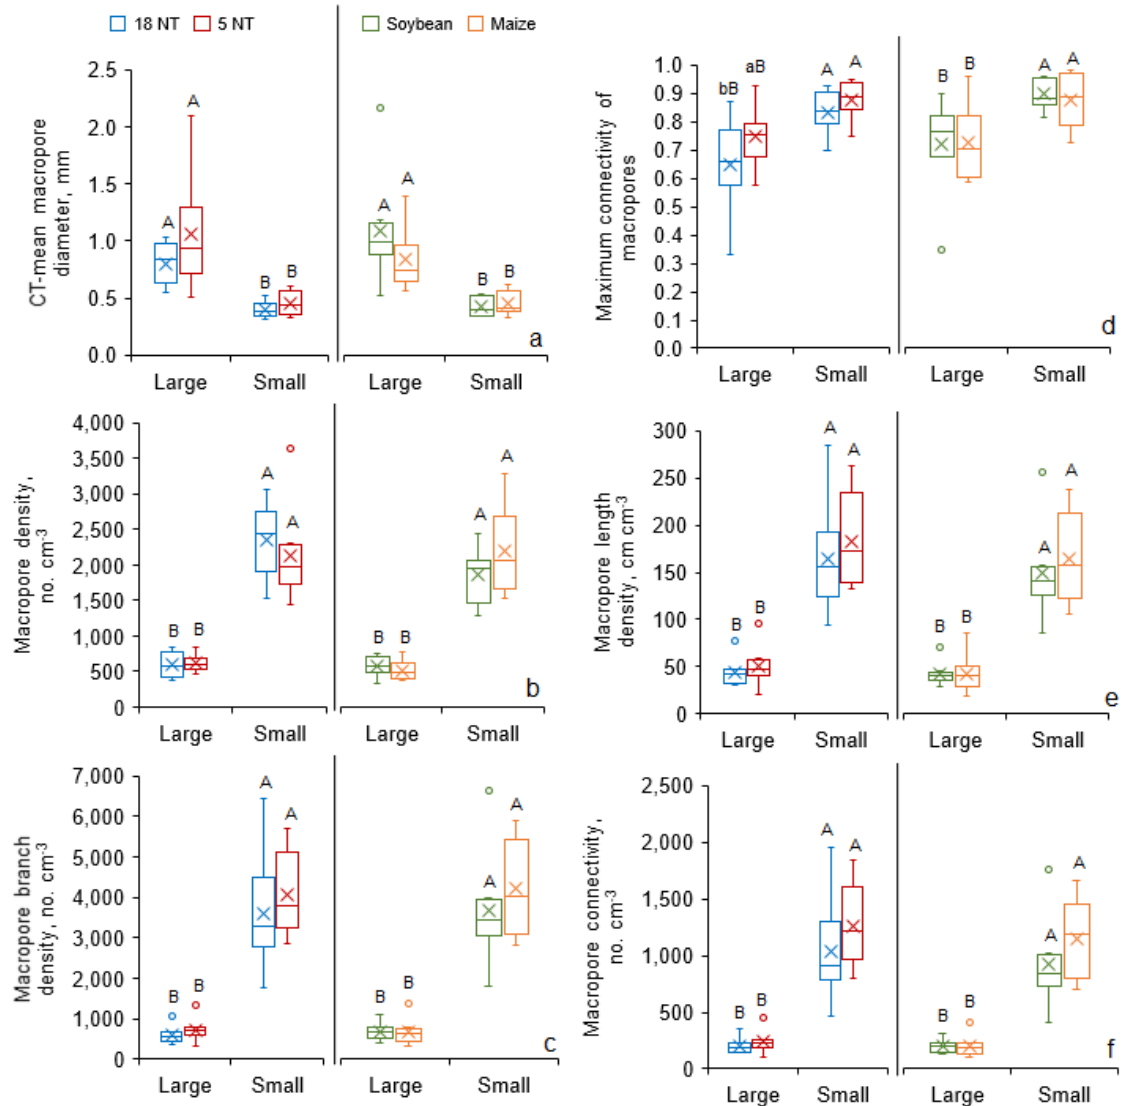 18 NT 5 NT Soybean Maize
CT-mean macropore
diameter, mm
2.5
2.0
1.5
1.0
0.5
0.0
A A B B A A B B
a
Large Small Large Small
Maximum connectivity of
macropores
1.0
0.9
0.8
0.7
0.6
0.5
0.4
0.3
0.2
0.1
0.0
bB aB A A B B A A
d
Large Small Large Small
Macropore density,
no. cm-3
4,000
3,500
3,000
2,500
2,000
1,500
1,000
500
0
B B A A B B A A
b
Large Small Large Small
Macropore length
density, cm cm-3
300
250
200
150
100
50
0
B B A A B B A A
e
Large Small Large Small
Macropore branch
density, no. cm-3
7,000
6,000
5,000
4,000
3,000
2,000
1,000
0
B B A A B B A A
c
Large Small Large Small
Macropore connectivity,
no. cm-3
2,500
2,000
1,500
1,000
500
0
B B A A B B A A
f
Large Small Large Small